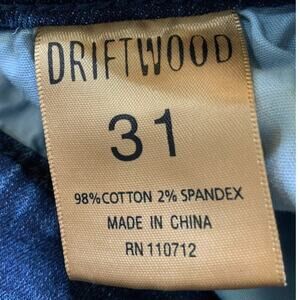 DRIFTWOOD
31
98% COTTON 2% SPANDEX
MADE IN CHINA
RN 110712